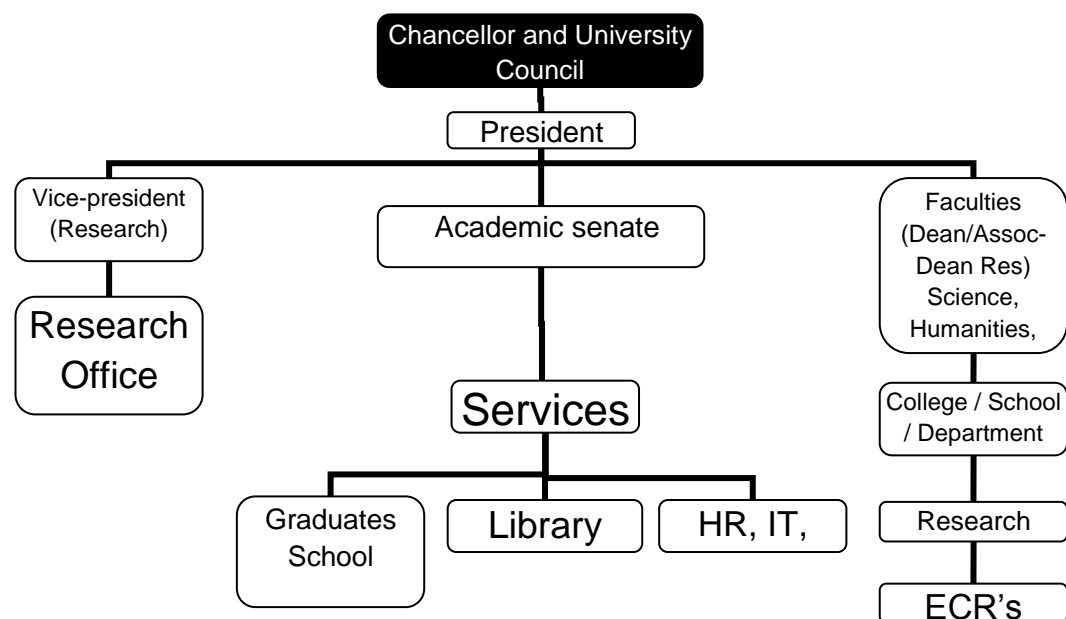 Chancellor and University
Council
President
Vice-president
(Research)
Academic senate
Faculties
(Dean/Assoc-
Dean Res)
Science,
Humanities,
Research
Office
Services
College / School
/ Department
Graduates
School
Library
HR, IT,
Research
ECR’s